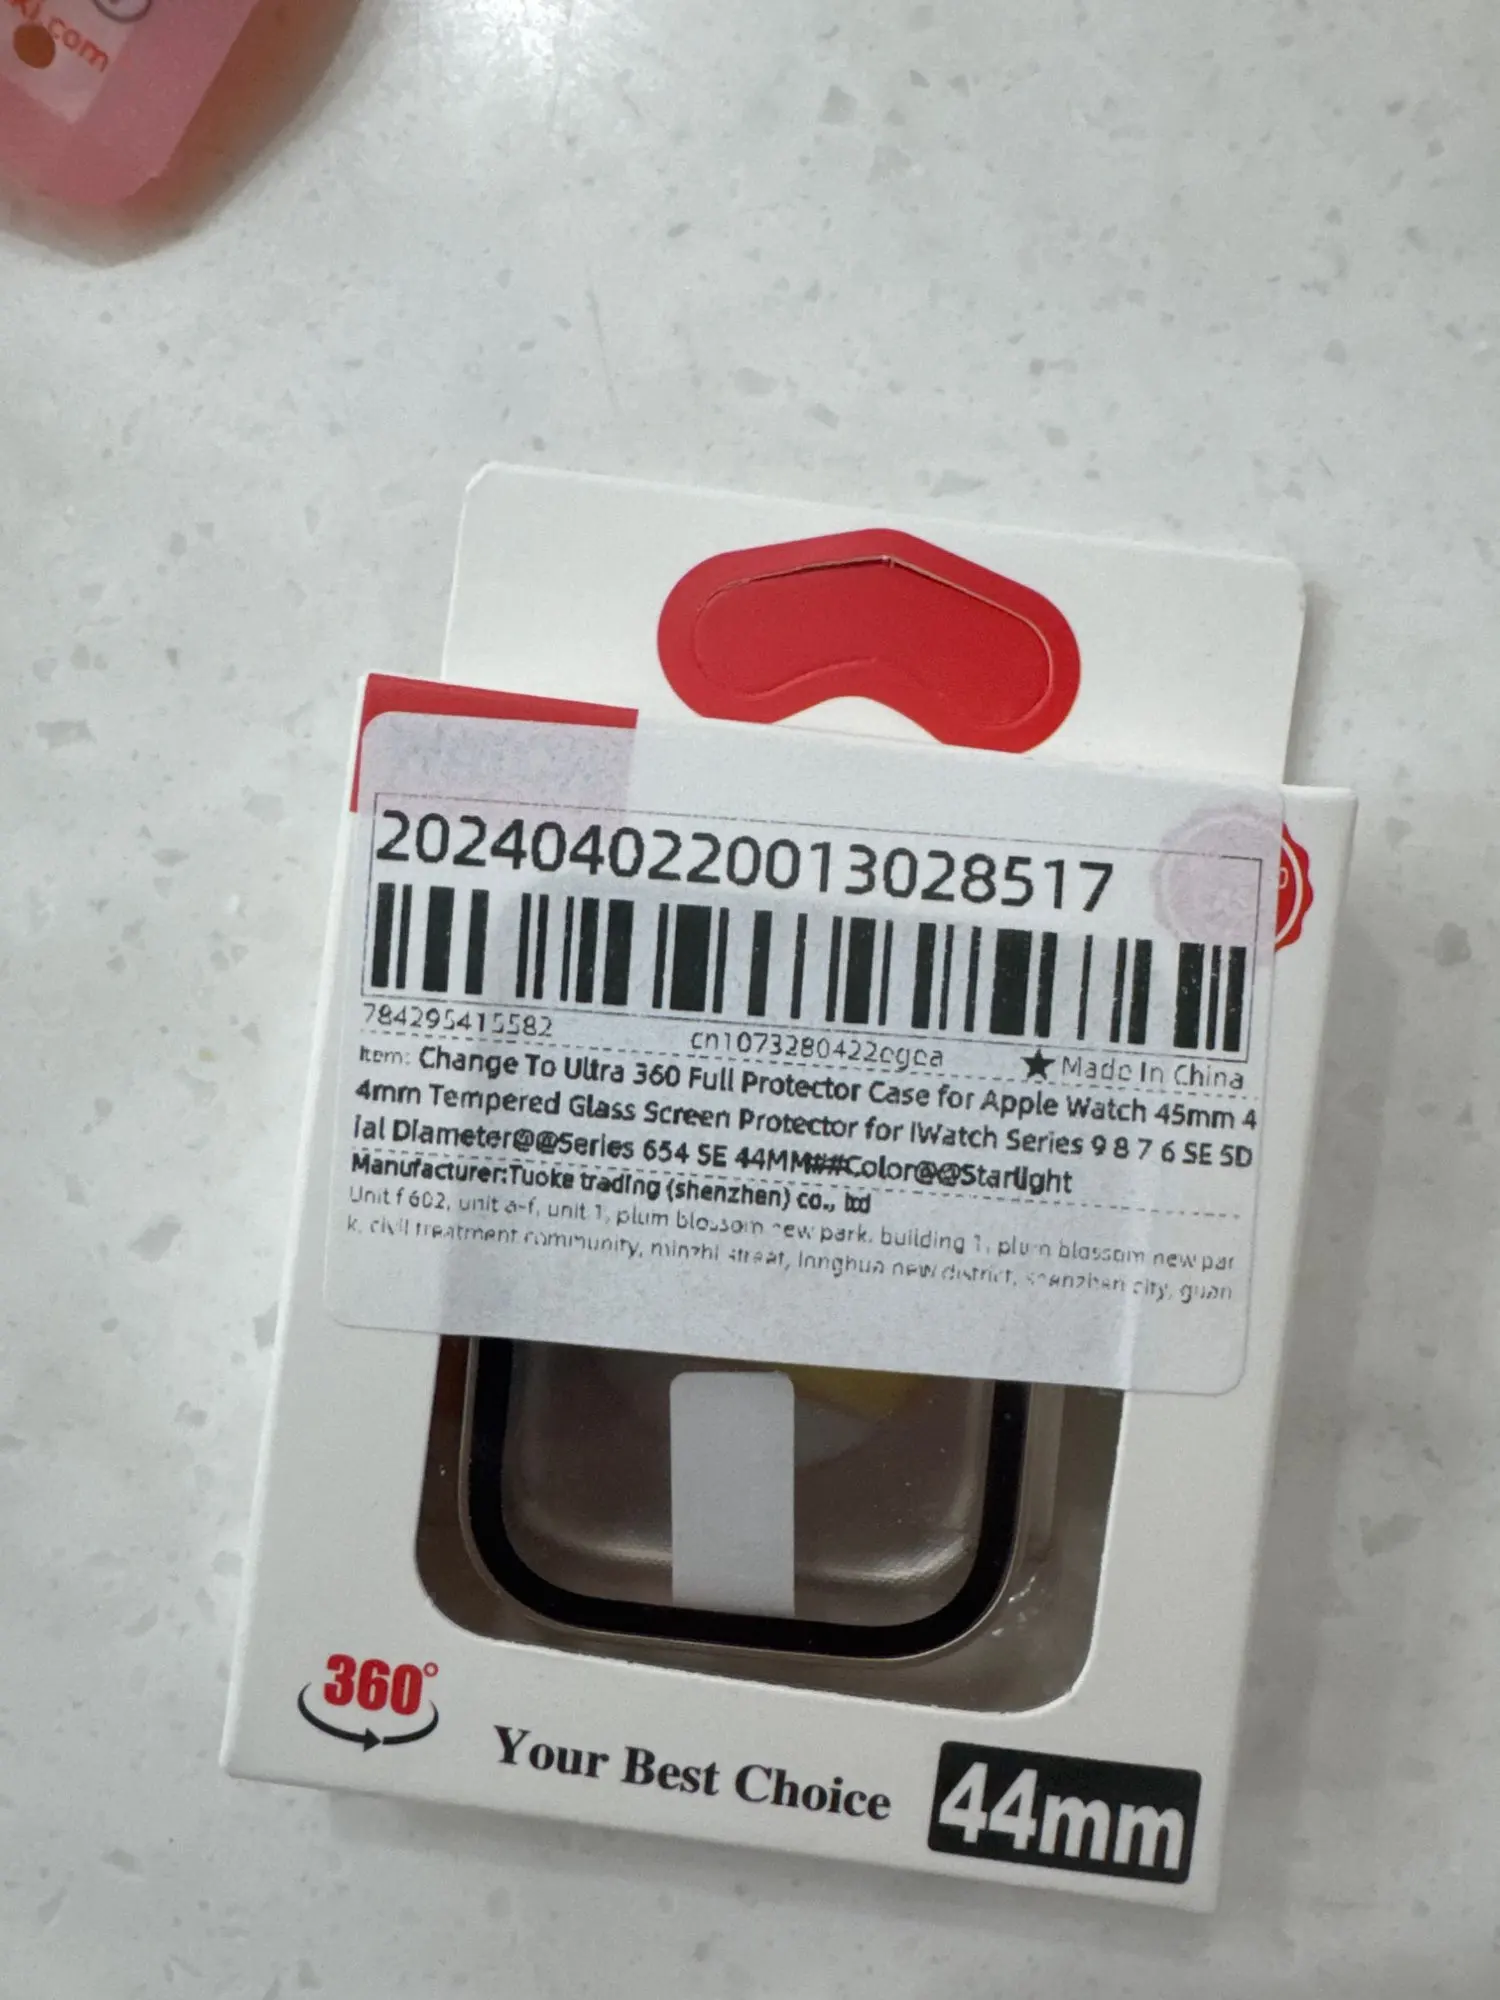 .com
2024040220013028517
784295415582
cn1073280422cgca
★Made In China
Item: Change To Ultra 360 Full Protector Case for Apple Watch 45mm 4
4mm Tempered Glass Screen Protector for IWatch Series 9 8 7 6 SE 5D
ial Diameter@@Series 654 SE 44MM##Color@@Starlight
Manufacturer:Tuoke trading (shenzhen) co., ltd
Unit f 602, unit a-f, unit 1, plum blossom new park, building 1, plum blossom new par
k, civil treatment community, minzhi street, longhua new district, shenzhen city, guan
360°
Your Best Choice
44mm